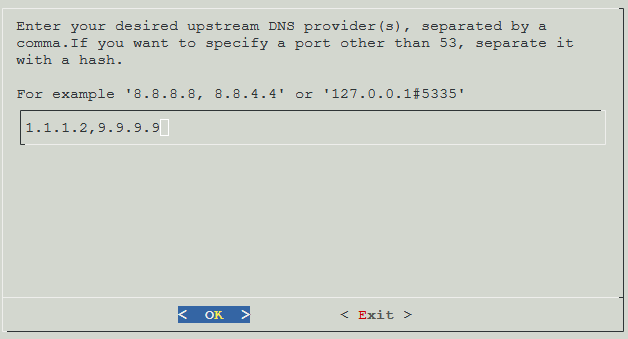 Enter your desired upstream DNS provider(s), separated by a
comma.If you want to specify a port other than 53, separate it
with a hash.
For example '8.8.8.8, 8.8.4.4' or '127.0.0.1#5335'
1.1.1.2,9.9.9.9
< OK > < Exit >